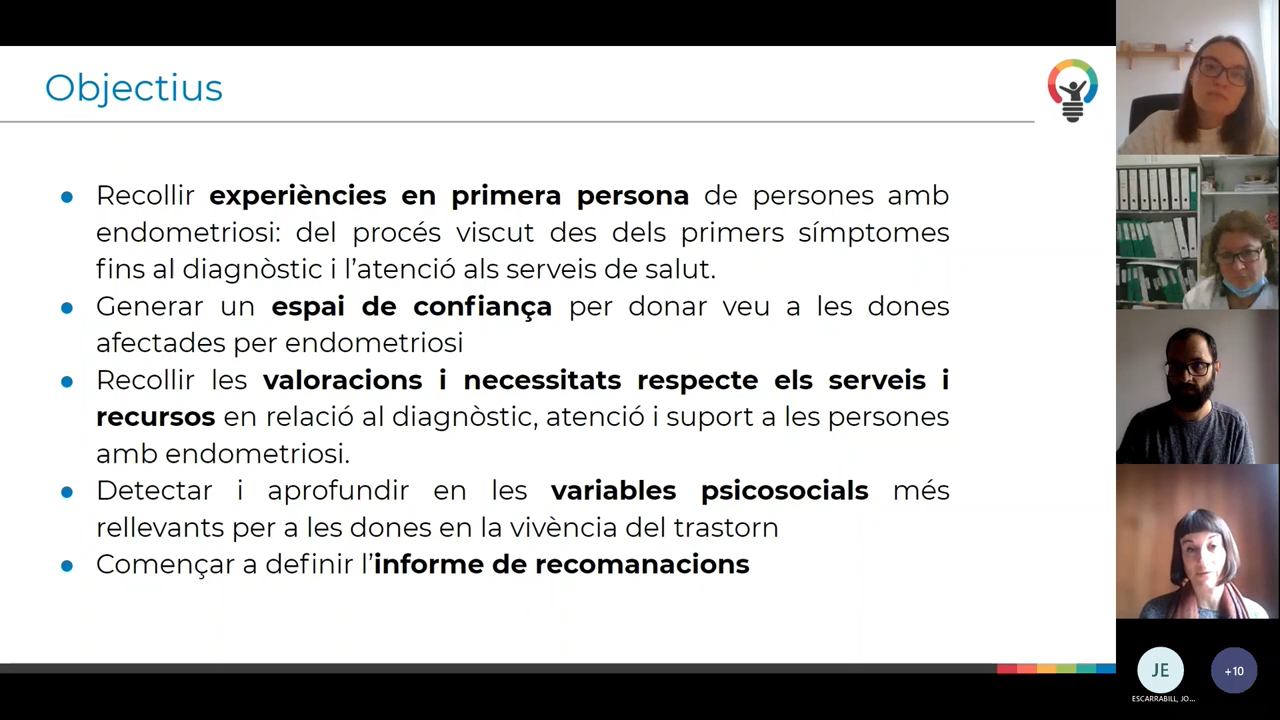 Objectius
Recollir experiències en primera persona de persones amb
endometriosi: del procés viscut des dels primers símptomes
fins al diagnòstic i l’atenció als serveis de salut.
Generar un espai de confiança per donar veu a les dones
afectades per endometriosi
Recollir les valoracions i necessitats respecte els serveis i
recursos en relació al diagnòstic, atenció i suport a les persones
amb endometriosi.
Detectar i aprofundir en les variables psicosocials més
rellevants per a les dones en la vivència del trastorn
Començar a definir l’informe de recomanacions
JE
+10
ESCARRABILL, JO...